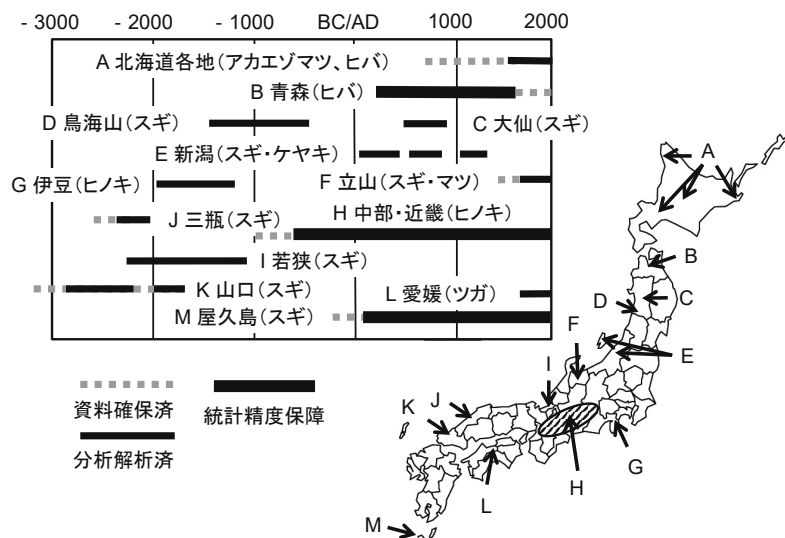 - 3000 - 2000 - 1000 BC/AD 1000 2000
A 北海道各地(アカエゾマツ、ヒバ)
B 青森(ヒバ)
D 鳥海山(スギ) C 大仙(スギ)
E 新潟(スギ・ケヤキ)
G 伊豆(ヒノキ) F 立山(スギ・マツ)
J 三瓶(スギ) H 中部・近畿(ヒノキ)
I 若狭(スギ)
K 山口(スギ) L 愛媛(ツガ)
M 屋久島(スギ)
資料確保済 統計精度保障
分析解析済
A
B
D C
F
E
I
J
K
G
L H
M